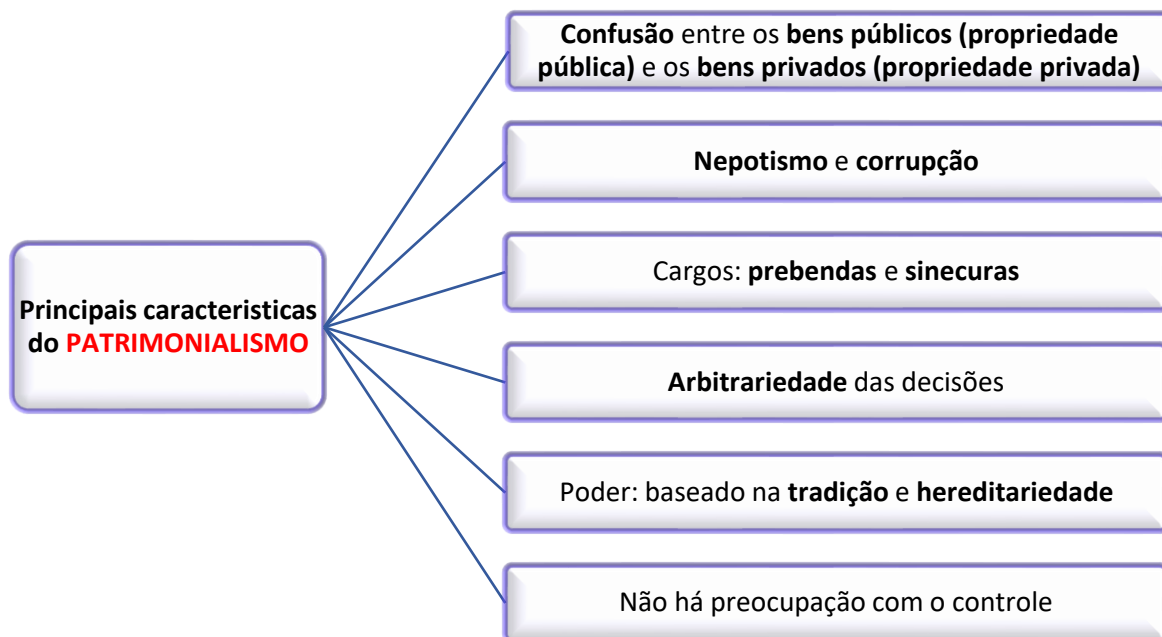 Confusão entre os bens públicos (propriedade
pública) e os bens privados (propriedade privada)
Nepotismo e corrupção
Cargos: prebendas e sinecuras
Principais caracteristicas
do PATRIMONIALISMO
Arbitrariedade das decisões
Poder: baseado na tradição e hereditariedade
Não há preocupação com o controle